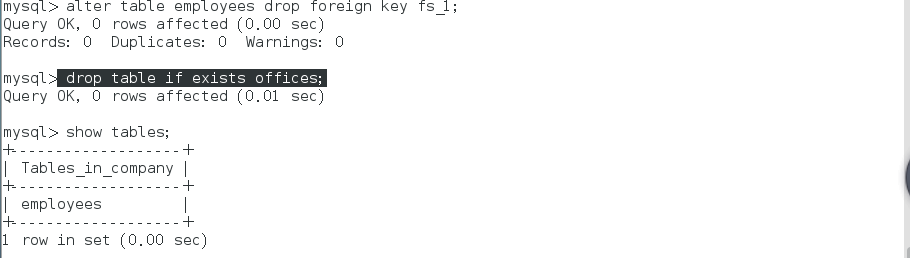 mysql> alter table employees drop foreign key fs_1;
Query OK, 0 rows affected (0.00 sec)
Records: 0  Duplicates: 0  Warnings: 0
mysql> drop table if exists offices;
Query OK, 0 rows affected (0.01 sec)
mysql> show tables;
+-------------------+
| Tables_in_company |
+-------------------+
| employees         |
+-------------------+
1 row in set (0.00 sec)